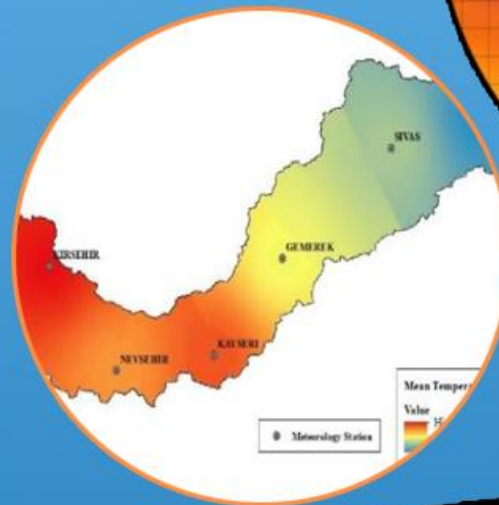 SIVAS
GEMEREK
KIRSEHIR
KAYSERI
NEVSEHIR
Mean Temper
Value
H
Meteorology Station